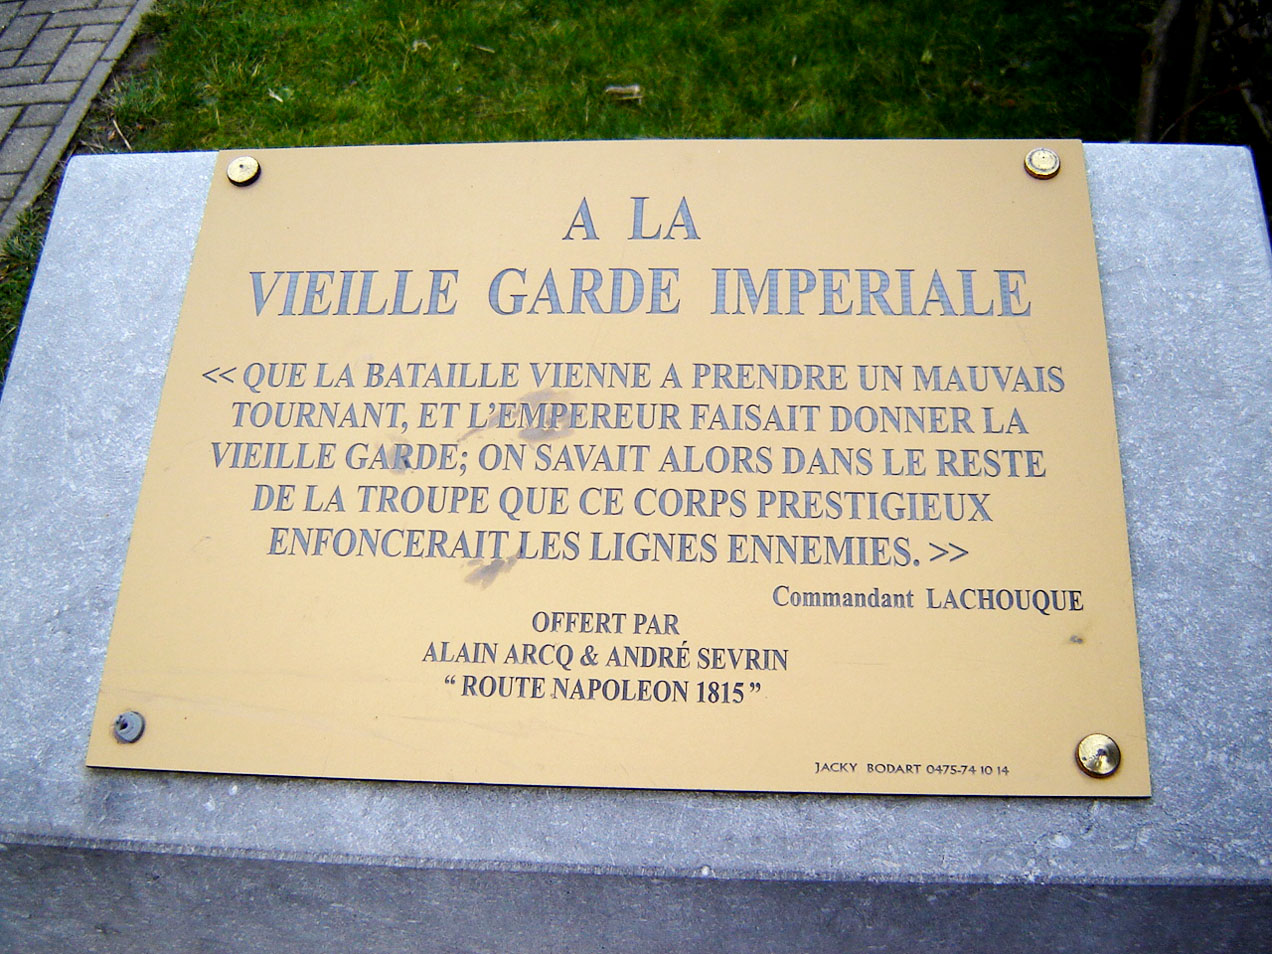 A LA
VIEILLE GARDE IMPERIALE
<< QUE LA BATAILLE VIENNE A PRENDRE UN MAUVAIS
TOURNANT, ET L'EMPEREUR FAISAIT DONNER LA
VIEILLE GARDE; ON SAVAIT ALORS DANS LE RESTE
DE LA TROUPE QUE CE CORPS PRESTIGIEUX
ENFONCERAIT LES LIGNES ENNEMIES. >>
Commandant LACHOUQUE
OFFERT PAR
ALAIN ARCQ & ANDRÉ SEVRIN
“ ROUTE NAPOLEON 1815 ”
JACKY BODART 0475-74 10 14